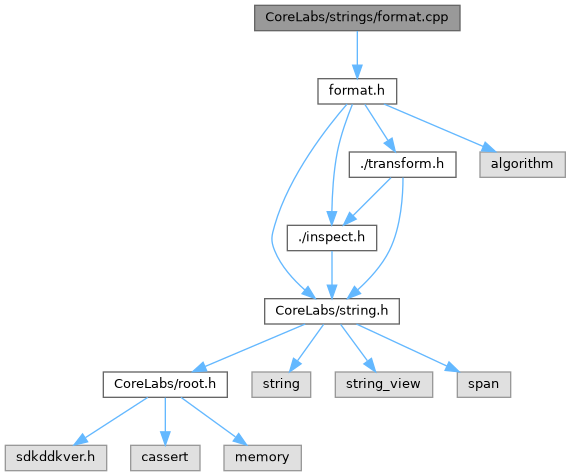 CoreLabs/strings/format.cpp
format.h
./transform.h
algorithm
./inspect.h
CoreLabs/string.h
CoreLabs/root.h
string
string_view
span
sdkddkver.h
cassert
memory